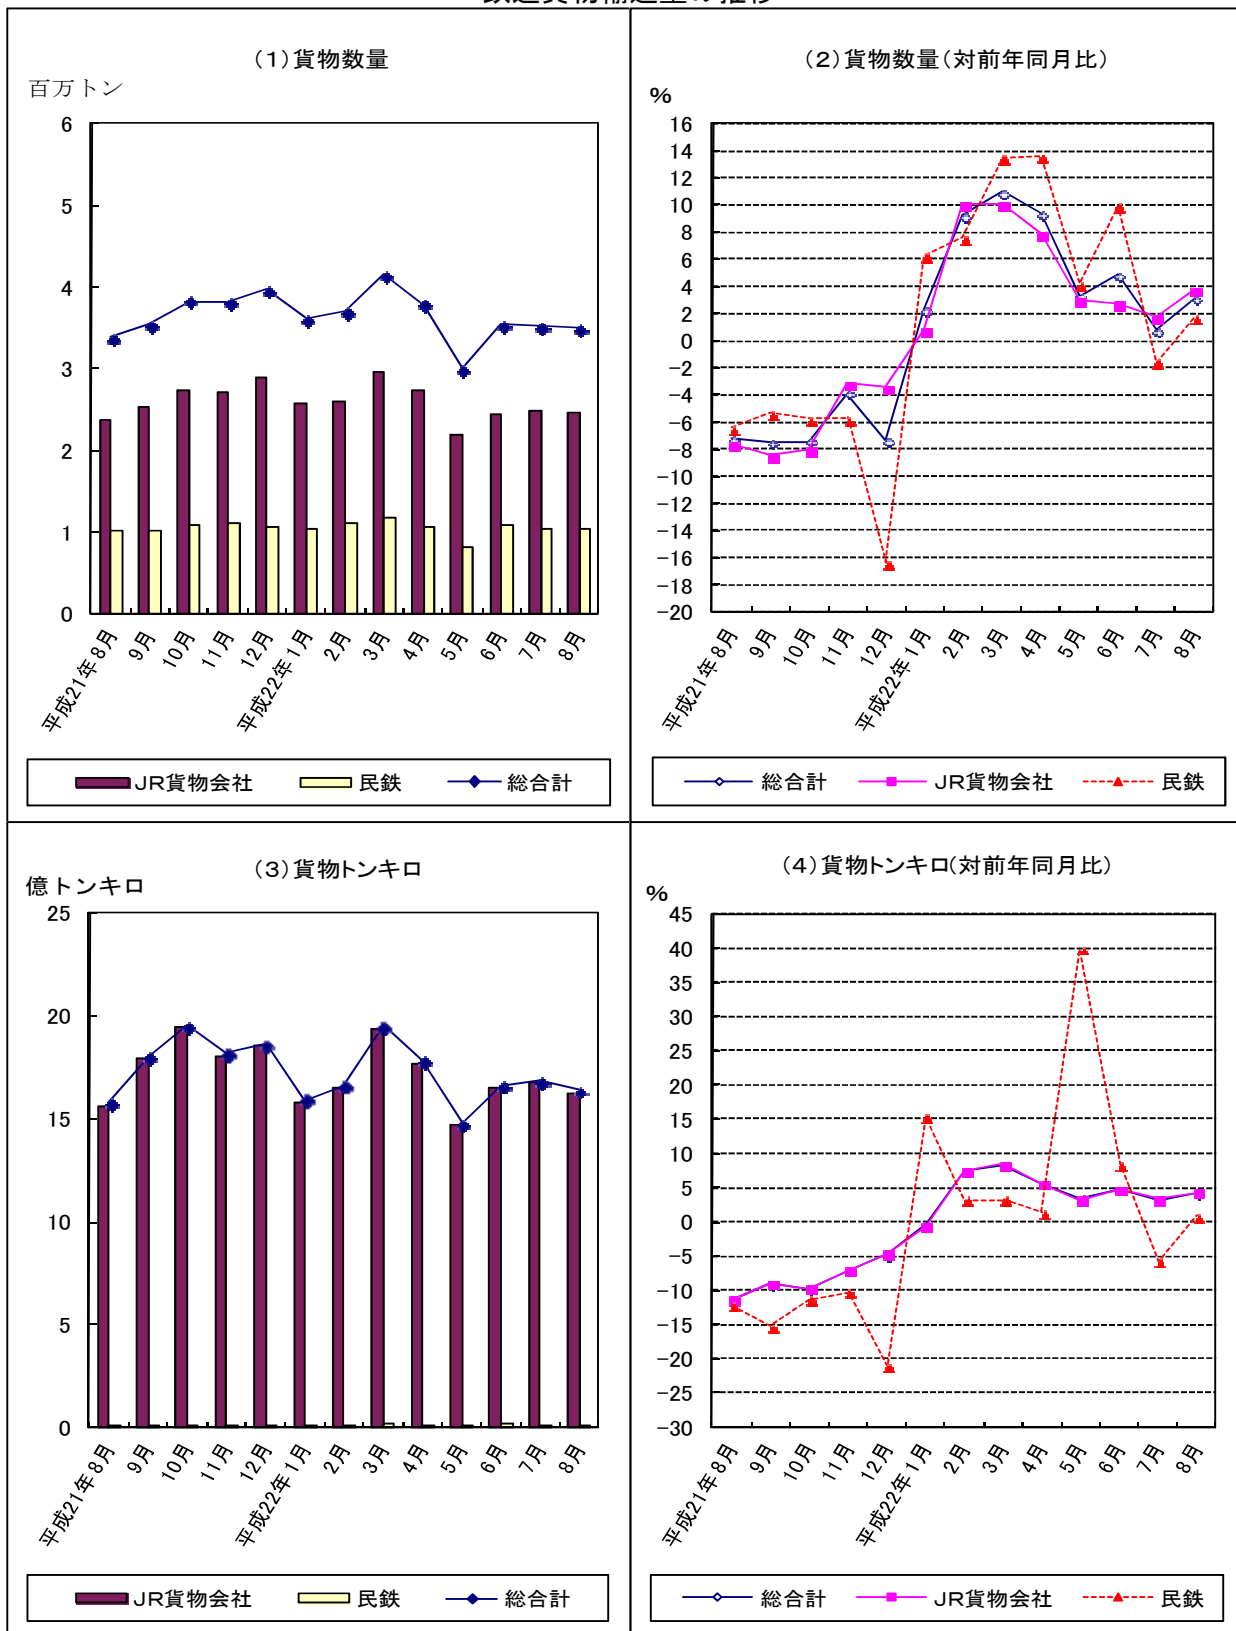 (1)貨物数量
百万トン
6
5
4
3
2
1
0
平成21年 8月
9月
10月
11月
12月
平成22年 1月
2月
3月
4月
5月
6月
7月
8月
JR貨物会社 民鉄 総合計
(2)貨物数量(対前年同月比)
%
16
14
12
10
8
6
4
2
0
-2
-4
-6
-8
-10
-12
-14
-16
-18
-20
平成21年 8月
9月
10月
11月
12月
平成22年 1月
2月
3月
4月
5月
6月
7月
8月
総合計 JR貨物会社 民鉄
(3)貨物トンキロ
億トンキロ
25
20
15
10
5
0
平成21年 8月
9月
10月
11月
12月
平成22年 1月
2月
3月
4月
5月
6月
7月
8月
JR貨物会社 民鉄 総合計
(4)貨物トンキロ(対前年同月比)
%
45
40
35
30
25
20
15
10
5
0
-5
-10
-15
-20
-25
-30
平成21年 8月
9月
10月
11月
12月
平成22年 1月
2月
3月
4月
5月
6月
7月
8月
総合計 JR貨物会社 民鉄